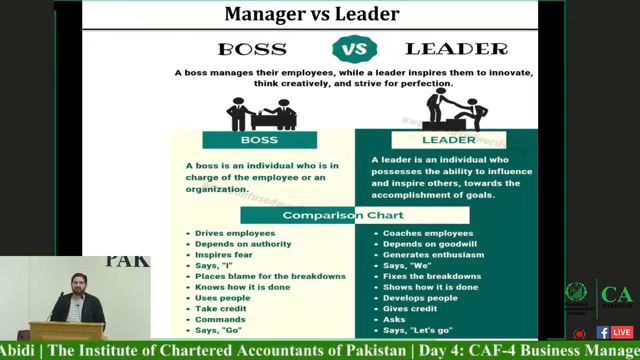 Manager vs Leader
BOSS VS LEADER
A boss manages their employees, while a leader inspires them to innovate,
think creatively, and strive for perfection.
BOSS
LEADER
A boss is an individual who is in
charge of the employee or an
organization.
A leader is an individual who
possesses the ability to influence
and inspire others, towards the
accomplishment of goals.
Comparison Chart
• Drives employees
• Depends on authority
• Inspires fear
• Says, "I"
• Places blame for the breakdowns
• Knows how it is done
• Uses people
• Take credit
• Commands
• Says, "Go"
• Coaches employees
• Depends on goodwill
• Generates enthusiasm
• Says, "We"
• Fixes the breakdowns
• Shows how it is done
• Develops people
• Gives credit
• Asks
• Says, "Let's go"
PAK
CA
f LIVE
Abidi | The Institute of Chartered Accountants of Pakistan | Day 4: CAF-4 Business Manage